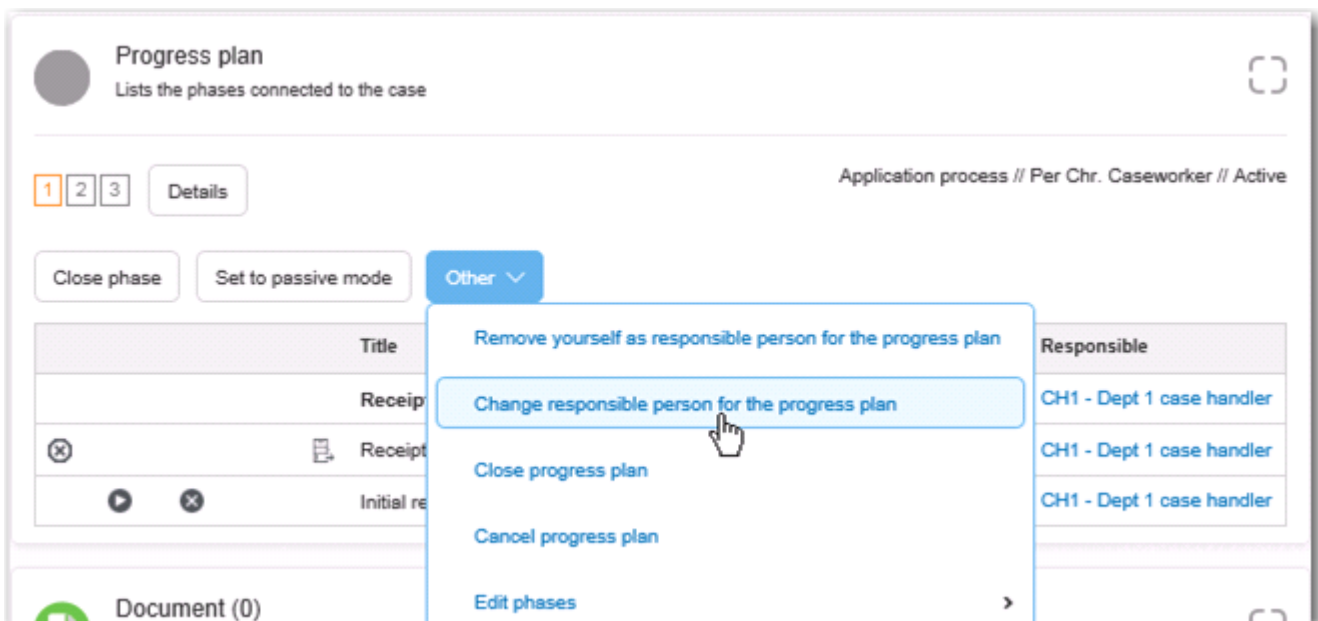 Progress plan
Lists the phases connected to the case
1 2 3 Details
Application process // Per Chr. Caseworker // Active
Close phase Set to passive mode Other
Remove yourself as responsible person for the progress plan
Title Responsible
Change responsible person for the progress plan
CH1 - Dept 1 case handler
Receipt CH1 - Dept 1 case handler
Close progress plan
Initial CH1 - Dept 1 case handler
Cancel progress plan
Edit phases
Document (0)